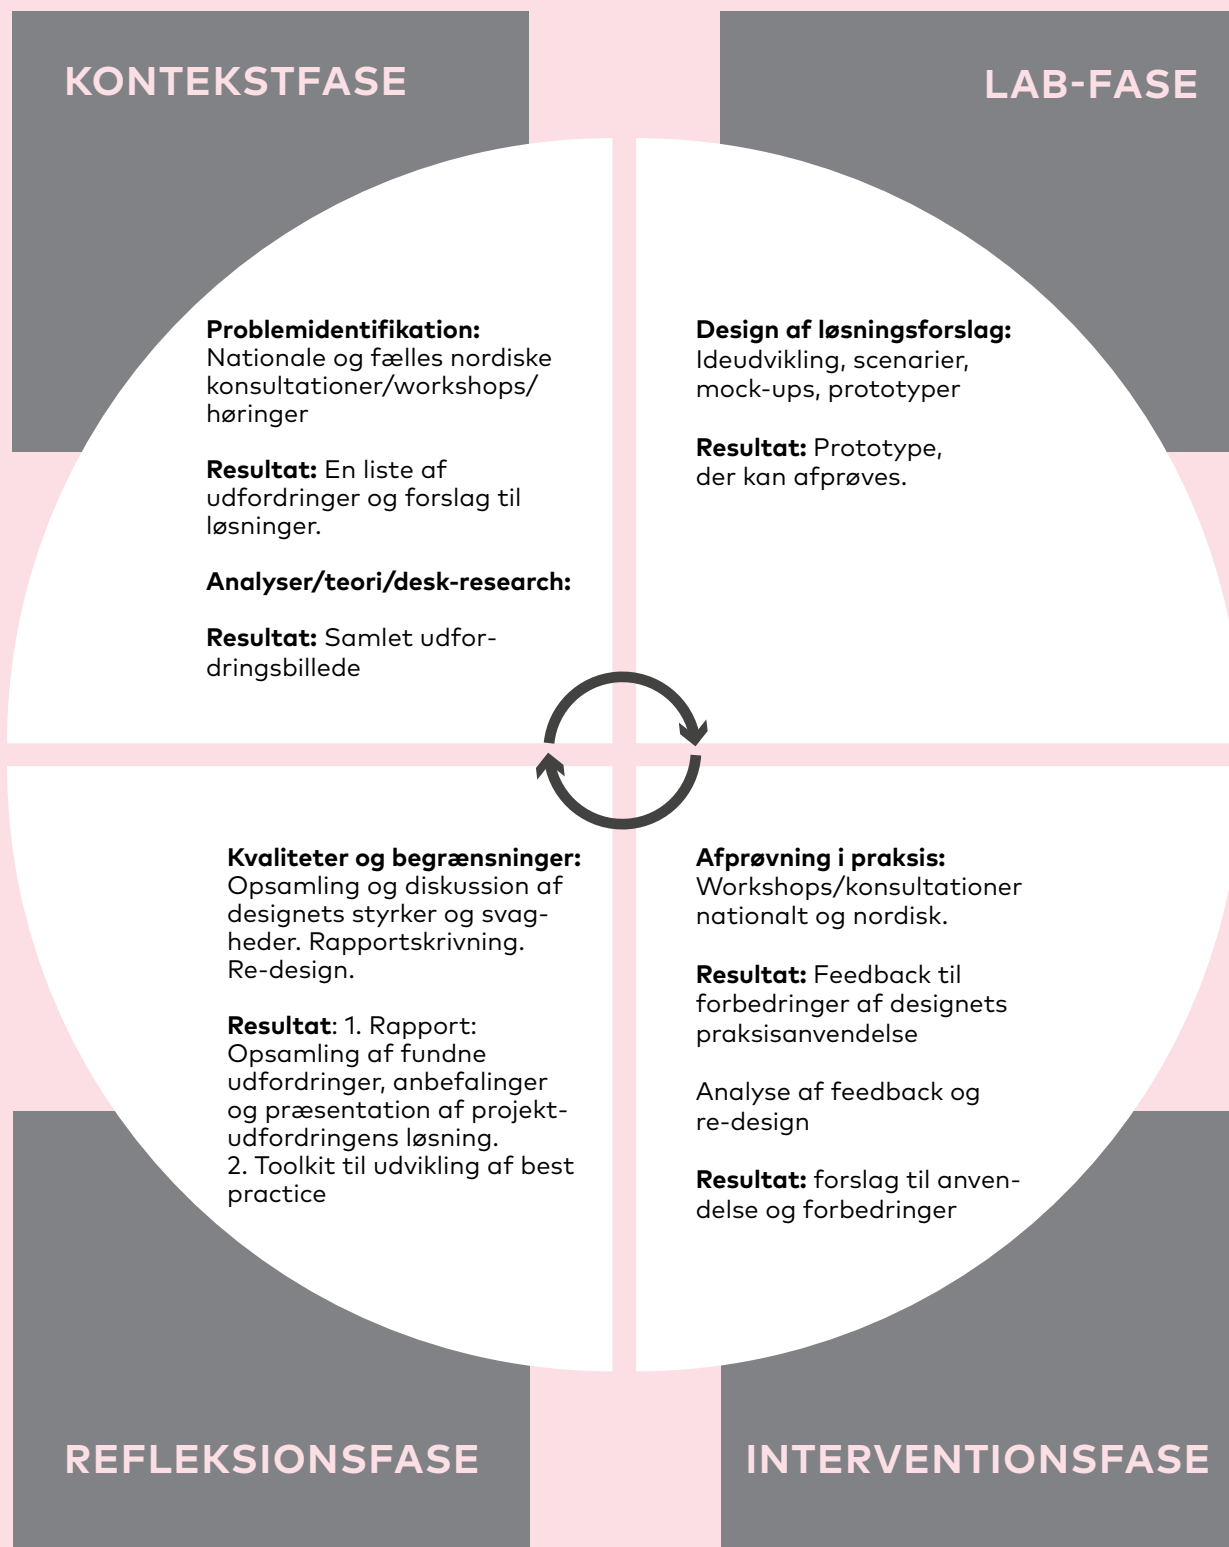 KONTEKSTFASE
Problemidentifikation:
Nationale og fælles nordiske
konsultationer/workshops/
høringer
Resultat: En liste af
udfordringer og forslag til
løsninger.
Analyser/teori/desk-research:
Resultat: Samlet udfor-
dringsbillede
LAB-FASE
Design af løsningsforslag:
Ideudvikling, scenarier,
mock-ups, prototyper
Resultat: Prototype,
der kan afprøves.
Kvaliteter og begrænsninger:
Opsamling og diskussion af
designets styrker og svag-
heder. Rapportskrivning.
Re-design.
Resultat: 1. Rapport:
Opsamling af fundne
udfordringer, anbefalinger
og præsentation af projekt-
udfordringens løsning.
2. Toolkit til udvikling af best
practice
REFLEKSIONSFASE
Afprøvning i praksis:
Workshops/konsultationer
nationalt og nordisk.
Resultat: Feedback til
forbedringer af designets
praksisanvendelse
Analyse af feedback og
re-design
Resultat: forslag til anven-
delse og forbedringer
INTERVENTIONSFASE